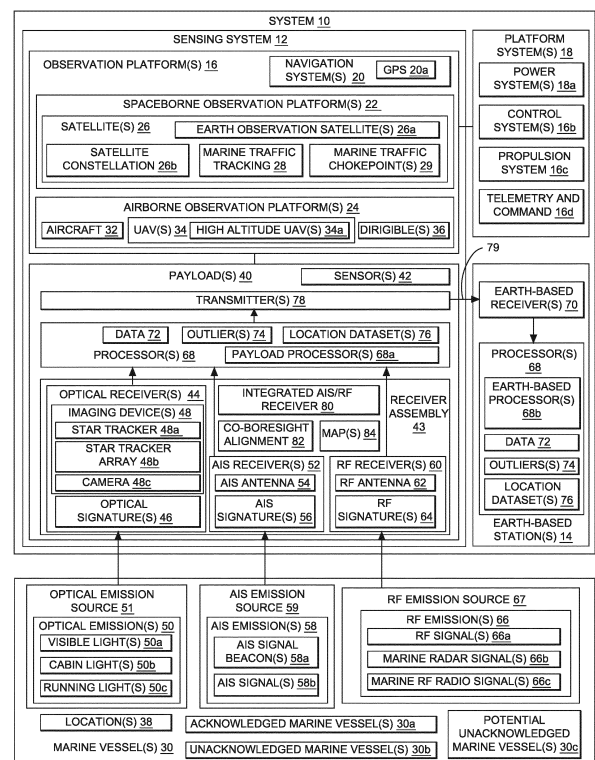 SYSTEM 10
SENSING SYSTEM 12
OBSERVATION PLATFORM(S) 16
NAVIGATION
SYSTEM(S) 20
GPS 20a
SPACEBORNE OBSERVATION PLATFORM(S) 22
SATELLITE(S) 26
EARTH OBSERVATION SATELLITE(S) 26a
SATELLITE
CONSTELLATION 26b
MARINE TRAFFIC
TRACKING 28
MARINE TRAFFIC
CHOKEPOINT(S) 29
AIRBORNE OBSERVATION PLATFORM(S) 24
AIRCRAFT 32
UAV(S) 34
HIGH ALTITUDE UAV(S) 34a
DIRIGIBLE(S) 36
PLATFORM
SYSTEM(S) 18
POWER
SYSTEM(S) 18a
CONTROL
SYSTEM(S) 16b
PROPULSION
SYSTEM 16c
TELEMETRY AND
COMMAND 16d
79
PAYLOAD(S) 40
SENSOR(S) 42
TRANSMITTER(S) 78
DATA 72
OUTLIER(S) 74
LOCATION DATASET(S) 76
PROCESSOR(S) 68
PAYLOAD PROCESSOR(S) 68a
OPTICAL RECEIVER(S) 44
IMAGING DEVICE(S) 48
STAR TRACKER 48a
STAR TRACKER
ARRAY 48b
CAMERA 48c
OPTICAL
SIGNATURE(S) 46
INTEGRATED AIS/RF
RECEIVER 80
CO-BORESIGHT
ALIGNMENT 82
MAP(S) 84
RECEIVER
ASSEMBLY
43
AIS RECEIVER(S) 52
AIS ANTENNA 54
AIS
SIGNATURE(S) 56
RF RECEIVER(S) 60
RF ANTENNA 62
RF
SIGNATURE(S) 64
EARTH-BASED
RECEIVER(S) 70
PROCESSOR(S)
68
EARTH-BASED
PROCESSOR(S)
68b
DATA 72
OUTLIERS(S) 74
LOCATION
DATASET(S) 76
EARTH-BASED
STATION(S) 14
OPTICAL EMISSION
SOURCE 51
OPTICAL EMISSION(S) 50
VISIBLE LIGHT(S) 50a
CABIN LIGHT(S) 50b
RUNNING LIGHT(S) 50c
AIS EMISSION
SOURCE 59
AIS EMISSION(S) 58
AIS SIGNAL
BEACON(S) 58a
AIS SIGNAL(S) 58b
RF EMISSION SOURCE 67
RF EMISSION(S) 66
RF SIGNAL(S) 66a
MARINE RADAR SIGNAL(S) 66b
MARINE RF RADIO SIGNAL(S) 66c
LOCATION(S) 38
MARINE VESSEL(S) 30
ACKNOWLEDGED MARINE VESSEL(S) 30a
UNACKNOWLEDGED MARINE VESSEL(S) 30b
POTENTIAL
UNACKNOWLEDGED
MARINE VESSEL(S) 30c